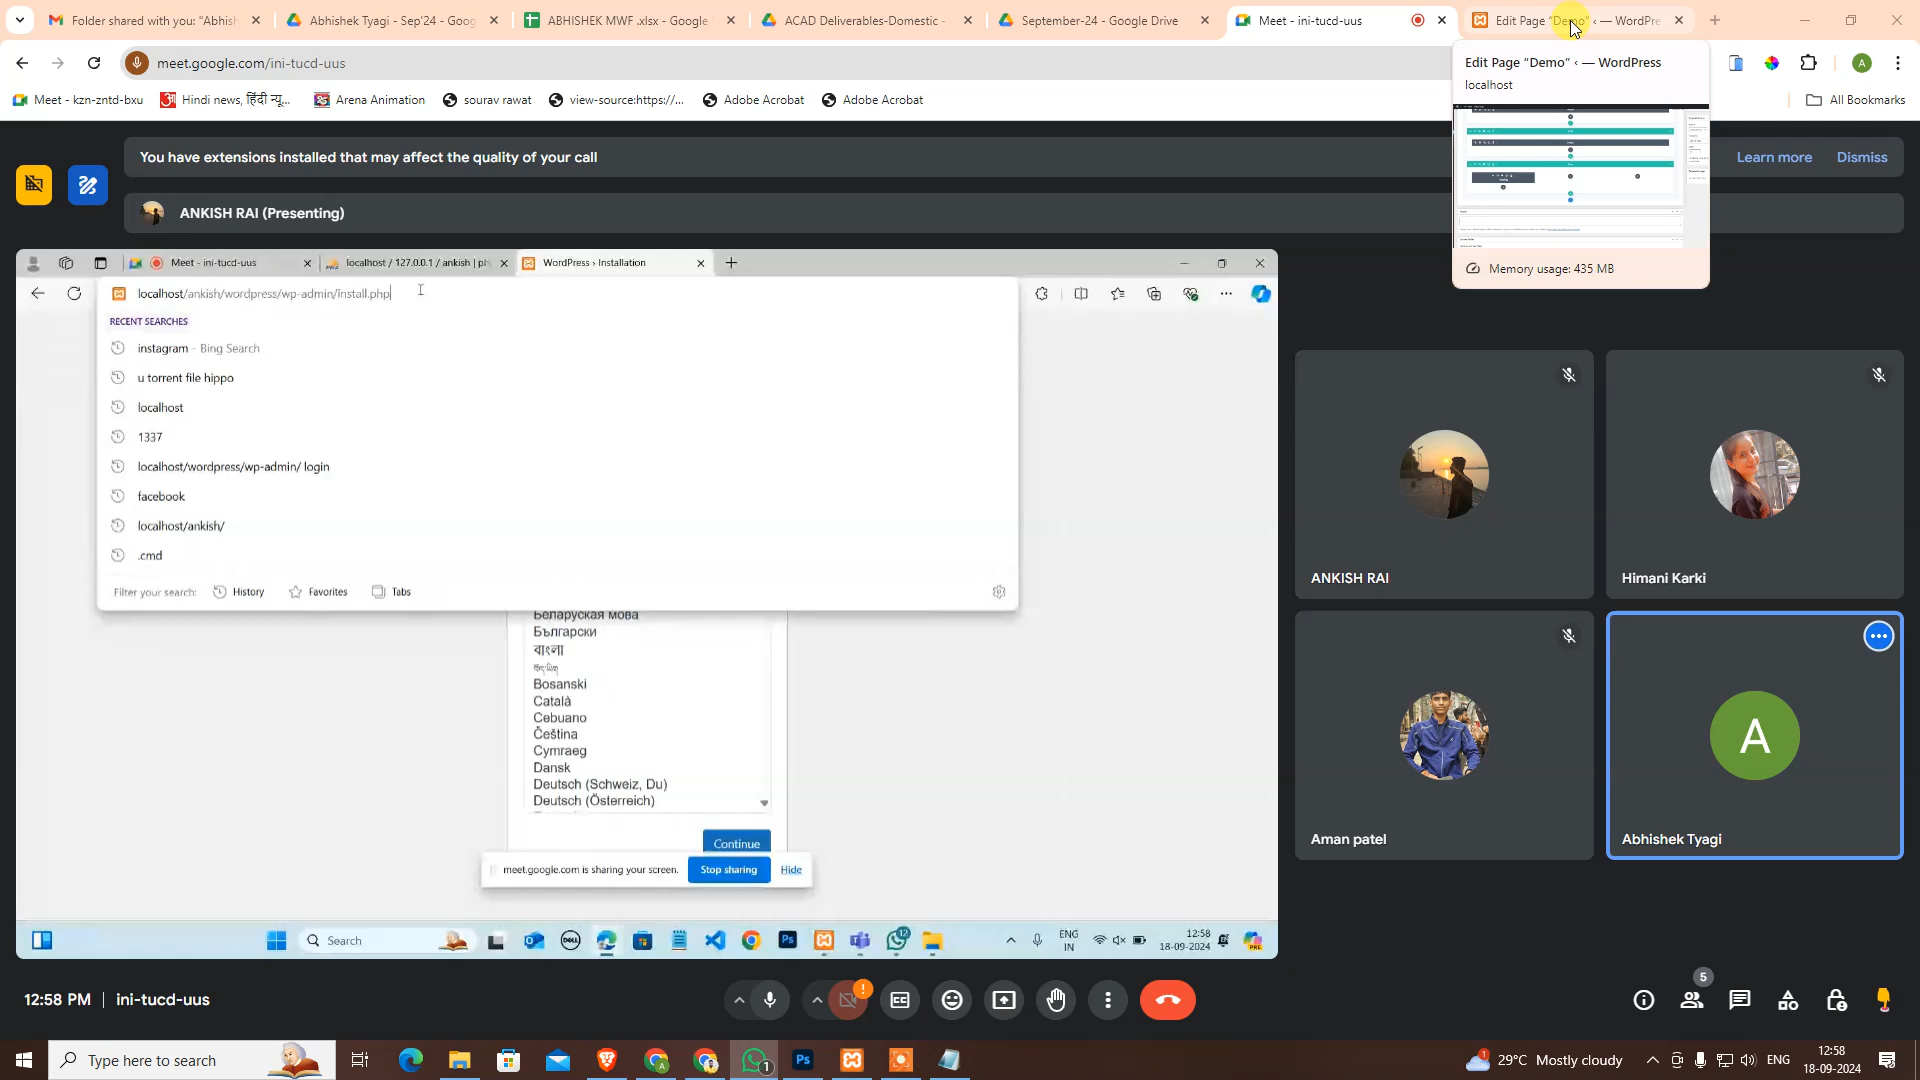 Folder shared with you: "Abhish
Abhishek Tyagi - Sep'24 - Goog
ABHISHEK MWF .xlsx - Google
ACAD Deliverables-Domestic -
September-24 - Google Drive
Meet - ini-tucd-uus
Edit Page "Demo" ‹ — WordPre
meet.google.com/ini-tucd-uus
Edit Page "Demo" ‹ — WordPress
localhost
Memory usage: 435 MB
Meet - kzn-zntd-bxu
Hindi news, हिंदी न्यू...
Arena Animation
sourav rawat
view-source:https://...
Adobe Acrobat
Adobe Acrobat
All Bookmarks
You have extensions installed that may affect the quality of your call
Learn more
Dismiss
ANKISH RAI (Presenting)
Meet - ini-tucd-uus
localhost / 127.0.0.1 / ankish | ph
WordPress › Installation
localhost/ankish/wordpress/wp-admin/install.php
RECENT SEARCHES
instagram - Bing Search
u torrent file hippo
localhost
1337
localhost/wordpress/wp-admin/ login
facebook
localhost/ankish/
.cmd
Filter your search:
History
Favorites
Tabs
Беларуская мова
Български
বাংলা
Bosanski
Català
Cebuano
Čeština
Cymraeg
Dansk
Deutsch (Schweiz, Du)
Deutsch (Österreich)
Continue
meet.google.com is sharing your screen.
Stop sharing
Hide
Search
12
ENG
IN
12:58
18-09-2024
ANKISH RAI
Himani Karki
Aman patel
A
Abhishek Tyagi
12:58 PM | ini-tucd-uus
5
Type here to search
1
29°C Mostly cloudy
ENG
12:58
18-09-2024